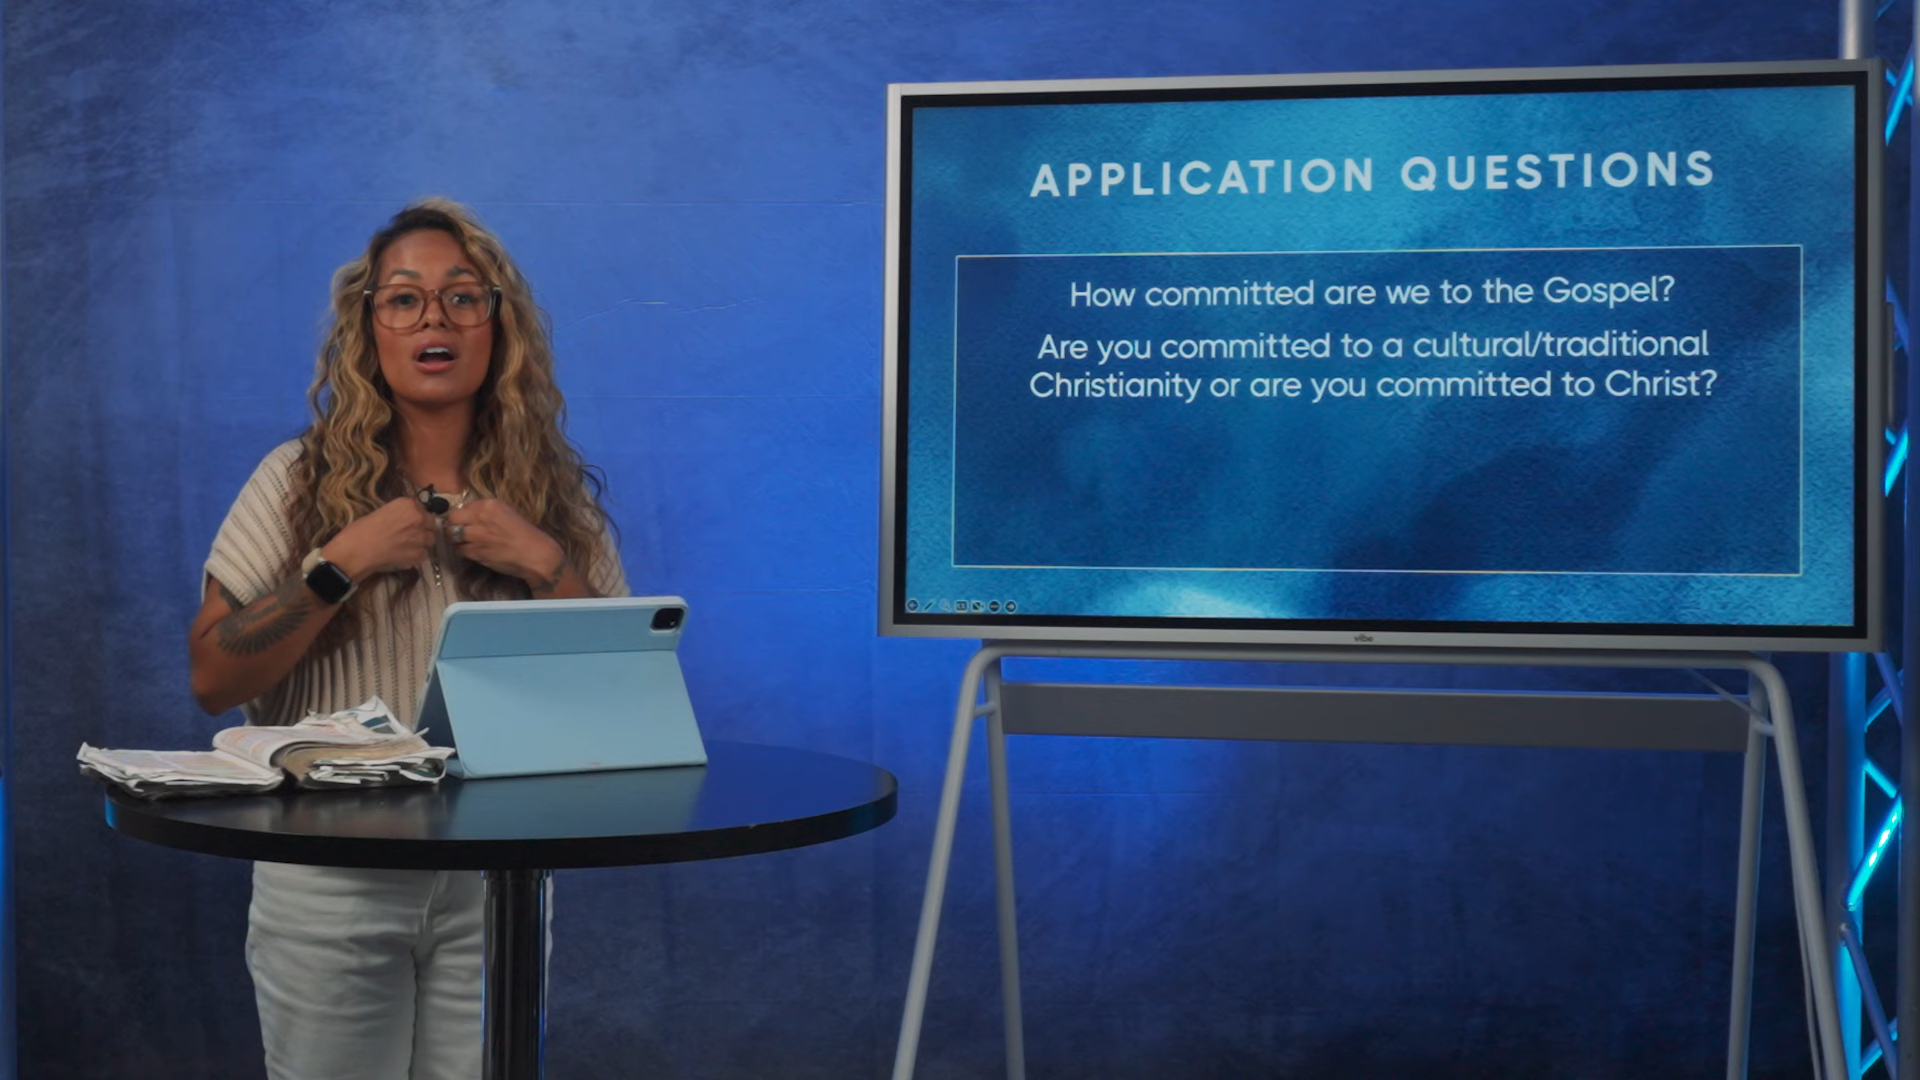 APPLICATION QUESTIONS
How committed are we to the Gospel?
Are you committed to a cultural/traditional
Christianity or are you committed to Christ?
vibe